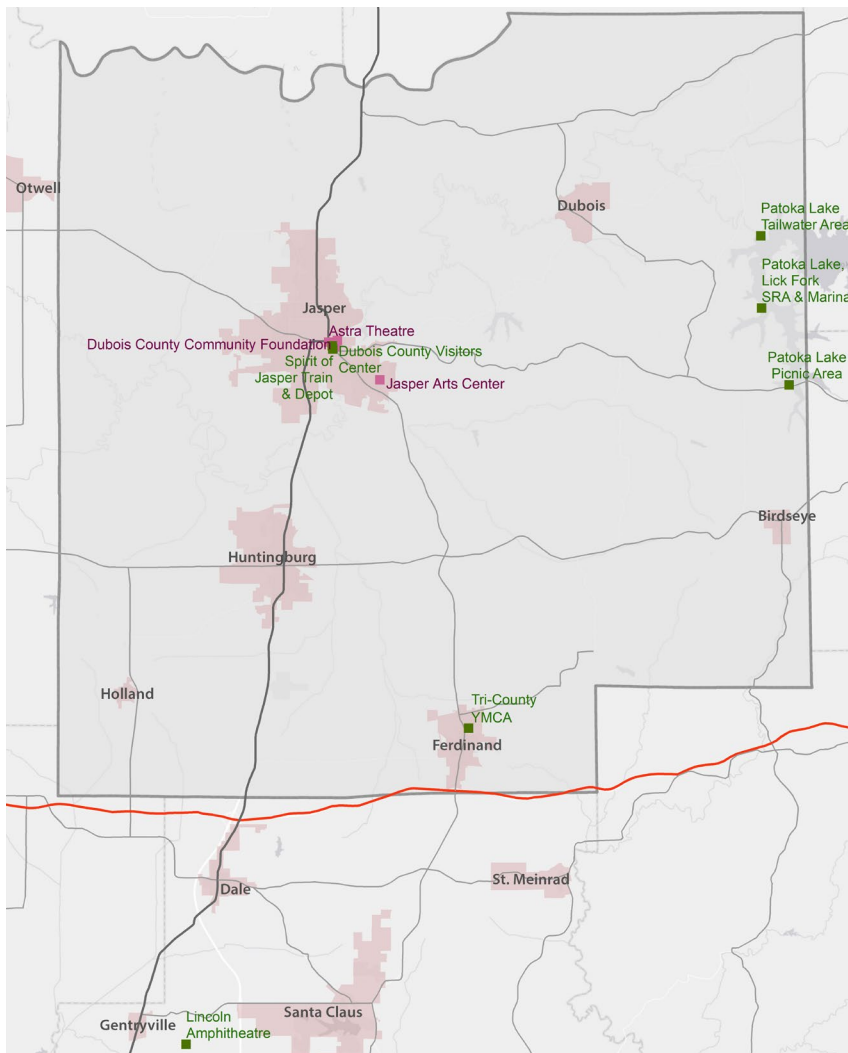 Otwell
Dubois
Patoka Lake
Tailwater Area
Patoka Lake,
Lick Fork
SRA & Marina
Jasper
Astra Theatre
Dubois County Community Foundation
Dubois County Visitors
Center
Spirit of
Jasper Train
& Depot
Patoka Lake
Picnic Area
Jasper Arts Center
Birdseye
Huntingburg
Holland
Tri-County
YMCA
Ferdinand
Dale
St. Meinrad
Santa Claus
Gentryville
Lincoln
Amphitheatre